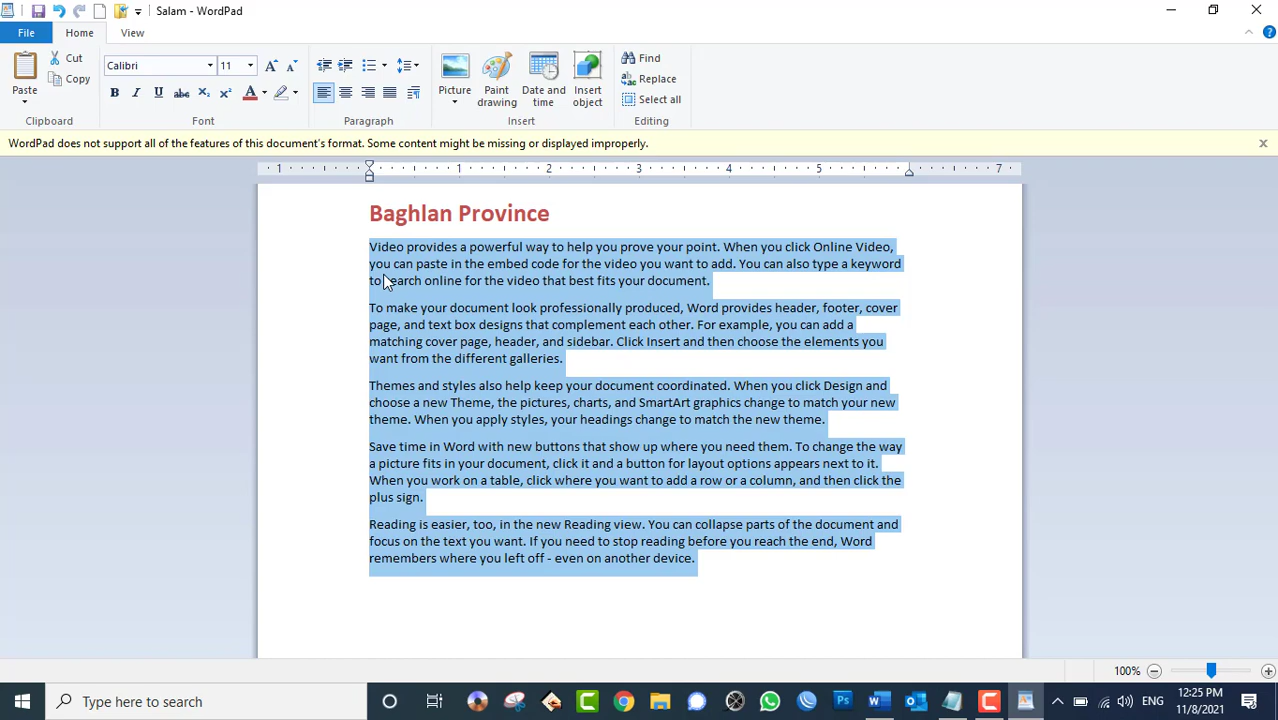 Salam - WordPad
File Home View
Cut
Copy
Paste
Clipboard
Calibri 11
B I U abc X₂ X² A
Font
Paragraph
Picture
Paint drawing
Date and time
Insert object
Insert
Find
Replace
Select all
Editing
WordPad does not support all of the features of this document's format. Some content might be missing or displayed improperly.
1 1 2 3 4 5 7
Baghlan Province
Video provides a powerful way to help you prove your point. When you click Online Video,
you can paste in the embed code for the video you want to add. You can also type a keyword
to search online for the video that best fits your document.
To make your document look professionally produced, Word provides header, footer, cover
page, and text box designs that complement each other. For example, you can add a
matching cover page, header, and sidebar. Click Insert and then choose the elements you
want from the different galleries.
Themes and styles also help keep your document coordinated. When you click Design and
choose a new Theme, the pictures, charts, and SmartArt graphics change to match your new
theme. When you apply styles, your headings change to match the new theme.
Save time in Word with new buttons that show up where you need them. To change the way
a picture fits in your document, click it and a button for layout options appears next to it.
When you work on a table, click where you want to add a row or a column, and then click the
plus sign.
Reading is easier, too, in the new Reading view. You can collapse parts of the document and
focus on the text you want. If you need to stop reading before you reach the end, Word
remembers where you left off - even on another device.
100%
Type here to search
Ps
ENG
12:25 PM
11/8/2021